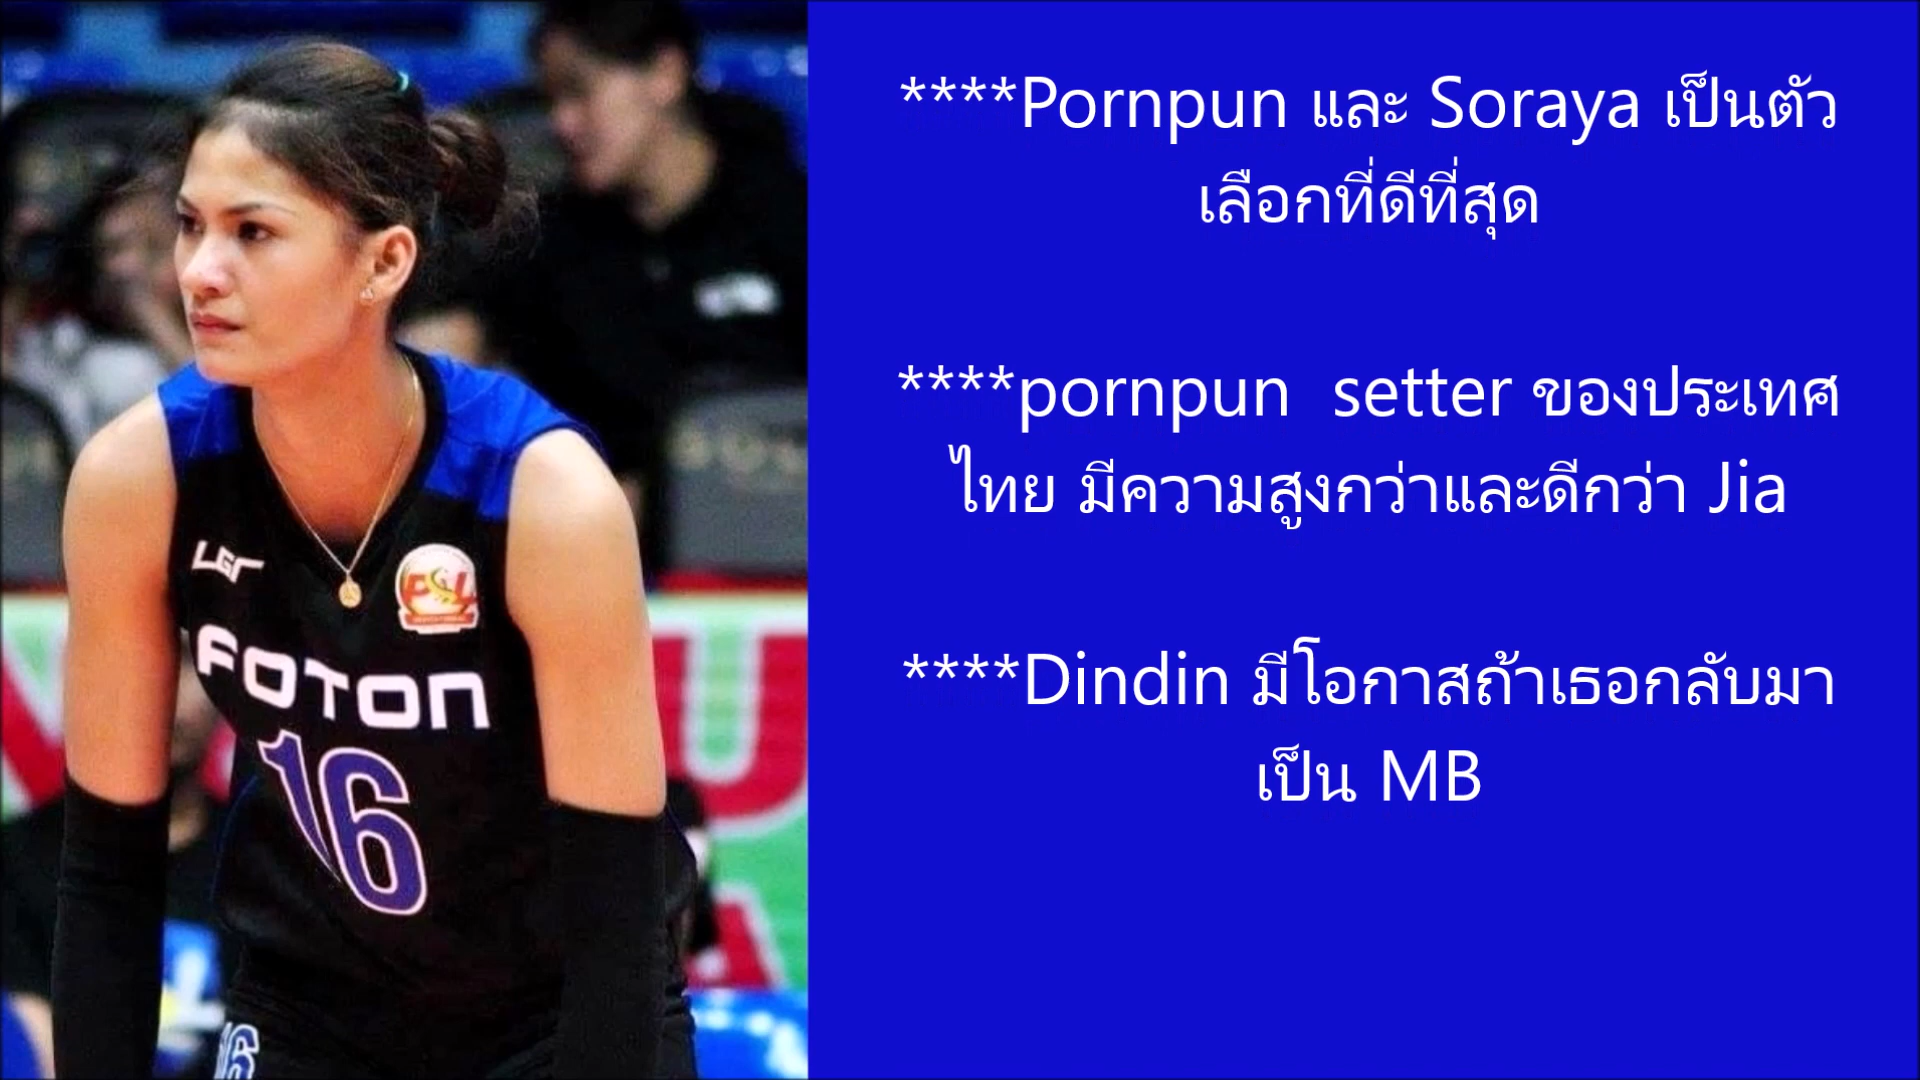 ****Pornpun และ Soraya เป็นตัว
เลือกที่ดีที่สุด
****pornpun setter ของประเทศ
ไทย มีความสูงกว่าและดีกว่า Jia
****Dindin มีโอกาสถ้าเธอกลับมา
เป็น MB
LGR
PSL
FOTON
16
16